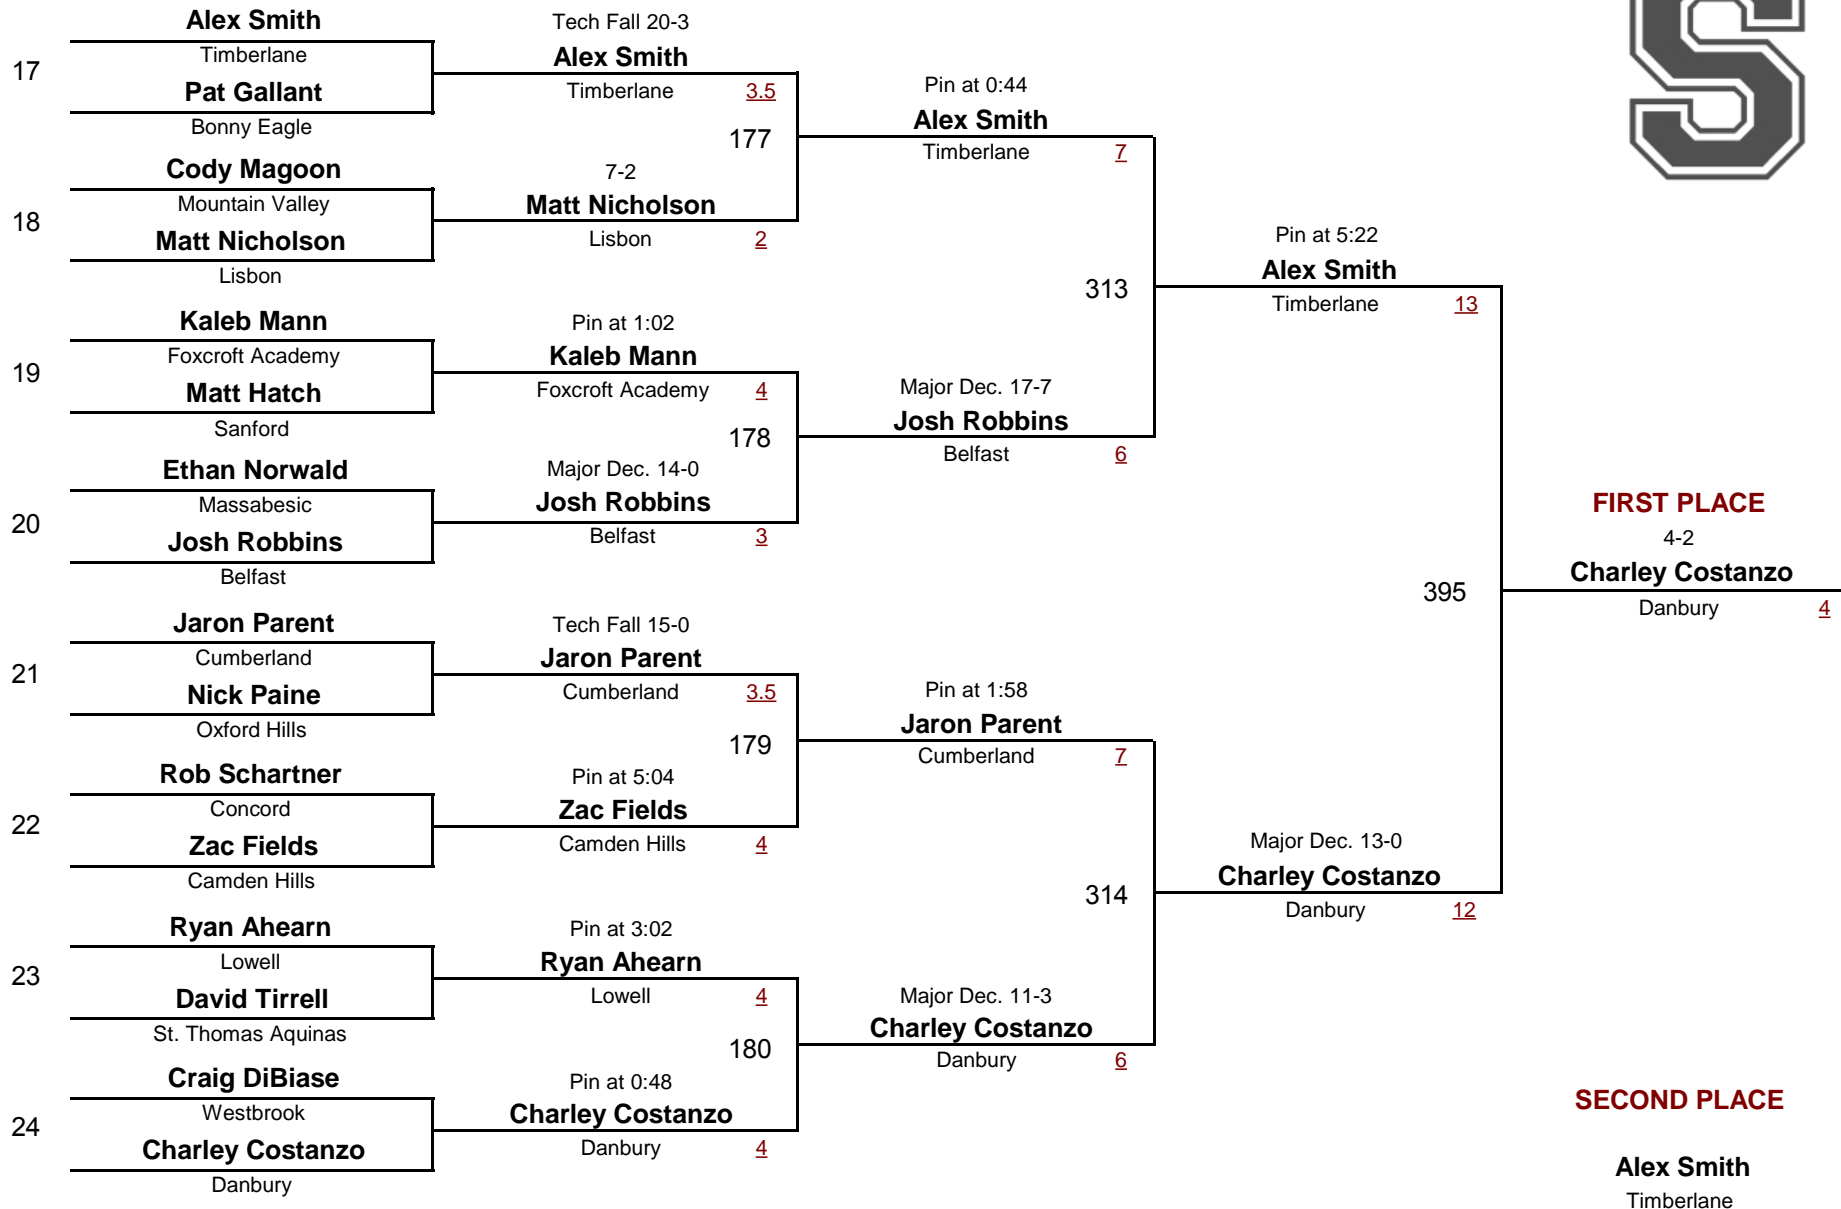 Alex Smith
17
Timberlane
Pat Gallant
Bonny Eagle
Cody Magoon
18
Mountain Valley
Matt Nicholson
Lisbon
Kaleb Mann
19
Foxcroft Academy
Matt Hatch
Sanford
Ethan Norwald
20
Massabesic
Josh Robbins
Belfast
Jaron Parent
21
Cumberland
Nick Paine
Oxford Hills
Rob Schartner
22
Concord
Zac Fields
Camden Hills
Ryan Ahearn
23
Lowell
David Tirrell
St. Thomas Aquinas
Craig DiBiase
24
Westbrook
Charley Costanzo
Danbury
Tech Fall 20-3
Alex Smith
Timberlane 3.5
177
7-2
Matt Nicholson
Lisbon 2
Pin at 1:02
Kaleb Mann
Foxcroft Academy 4
178
Major Dec. 14-0
Josh Robbins
Belfast 3
Tech Fall 15-0
Jaron Parent
Cumberland 3.5
179
Pin at 5:04
Zac Fields
Camden Hills 4
Pin at 3:02
Ryan Ahearn
Lowell 4
180
Pin at 0:48
Charley Costanzo
Danbury 4
Pin at 0:44
Alex Smith
Timberlane 7
313
Major Dec. 17-7
Josh Robbins
Belfast 6
Pin at 1:58
Jaron Parent
Cumberland 7
314
Major Dec. 11-3
Charley Costanzo
Danbury 6
Pin at 5:22
Alex Smith
Timberlane 13
395
Major Dec. 13-0
Charley Costanzo
Danbury 12
S
FIRST PLACE
4-2
Charley Costanzo
Danbury 4
SECOND PLACE
Alex Smith
Timberlane